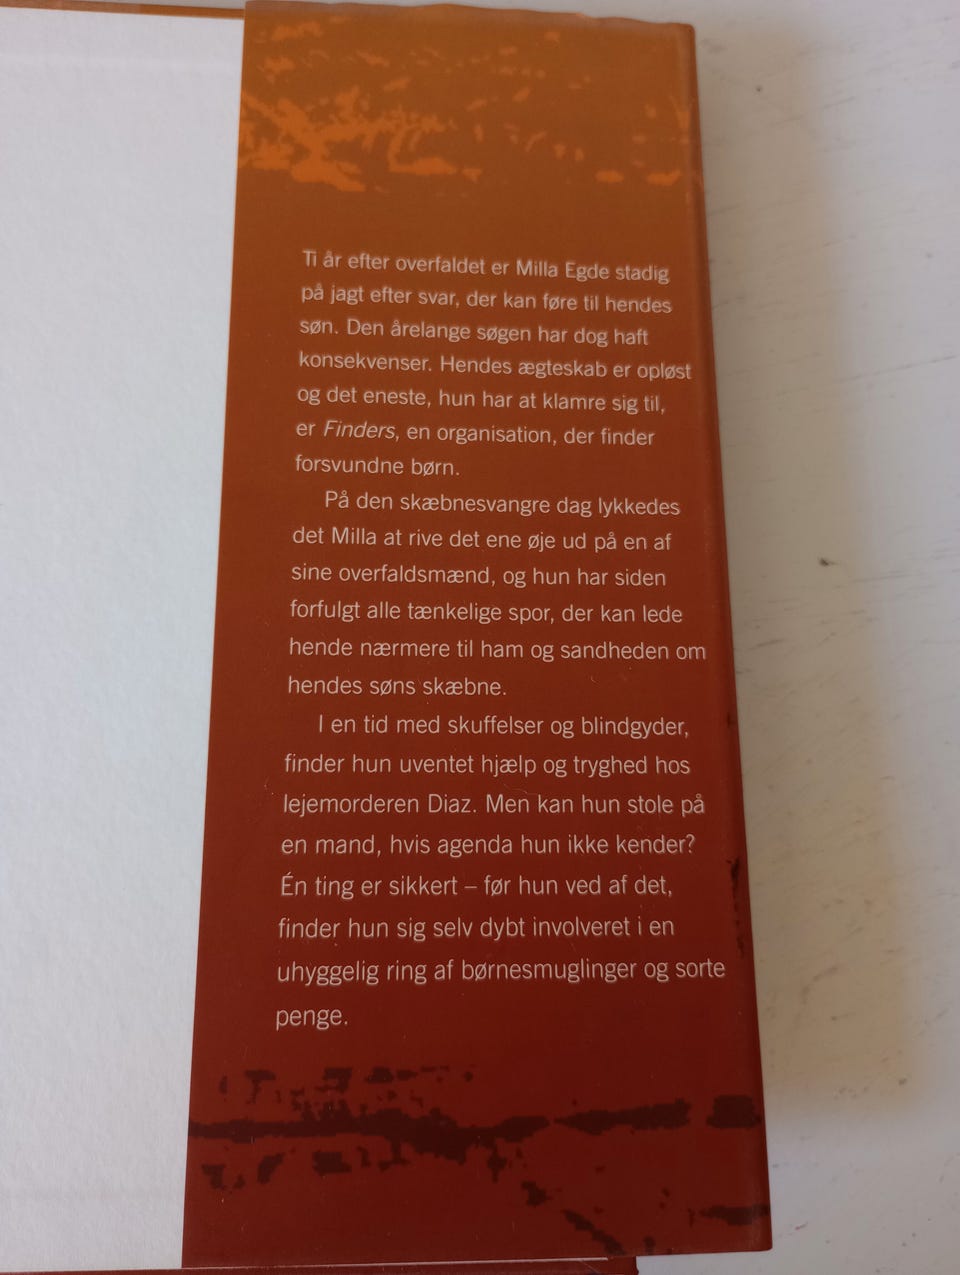 Ti år efter overfaldet er Milla Egde stadig
på jagt efter svar, der kan føre til hendes
søn. Den årelange søgen har dog haft
konsekvenser. Hendes ægteskab er opløst
og det eneste, hun har at klamre sig til,
er Finders, en organisation, der finder
forsvundne børn.
På den skæbnesvangre dag lykkedes
det Milla at rive det ene øje ud på en af
sine overfaldsmænd, og hun har siden
forfulgt alle tænkelige spor, der kan lede
hende nærmere til ham og sandheden om
hendes søns skæbne.
I en tid med skuffelser og blindgyder,
finder hun uventet hjælp og tryghed hos
lejemorderen Diaz. Men kan hun stole på
en mand, hvis agenda hun ikke kender?
Én ting er sikkert – før hun ved af det,
finder hun sig selv dybt involveret i en
uhyggelig ring af børnesmuglinger og sorte
penge.